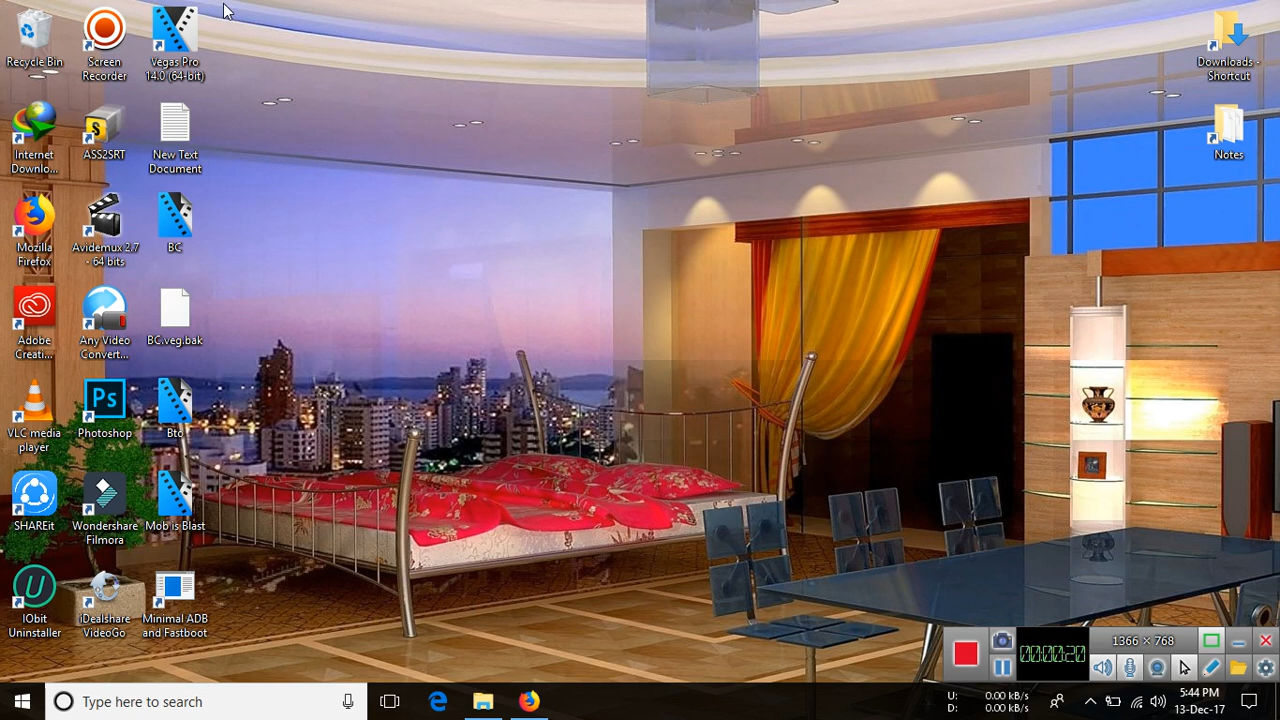 Recycle Bin
Screen
Recorder
Vegas Pro
14.0 (64-bit)
Internet
Downlo...
S
ASS2SRT
New Text
Document
Mozilla
Firefox
Avidemux 2.7
- 64 bits
BC
Adobe
Creati...
Any Video
Convert...
BC.veg.bak
VLC media
player
Ps
Photoshop
Bto
SHAREit
Wondershare
Filmora
Mob is Blast
U
IObit
Uninstaller
iDealshare
VideoGo
Minimal ADB
and Fastboot
Downloads -
Shortcut
Notes
00:00:20
1366 × 768
Type here to search
U: 0.00 kB/s
D: 0.00 kB/s
5:44 PM
13-Dec-17